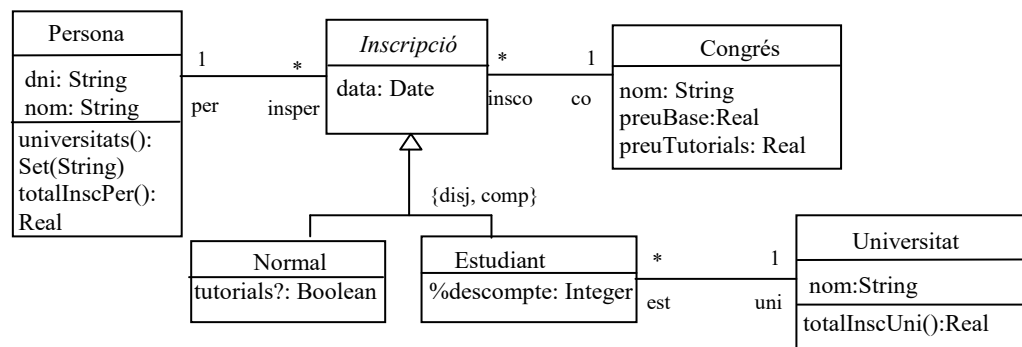 Persona
dni: String
nom: String
universitats():
Set(String)
totalInscPer():
Real
1
per
*
insper
Inscripció
data: Date
*
insco
1
co
Congrés
nom: String
preuBase:Real
preuTutorials: Real
{disj, comp}
Normal
tutorials?: Boolean
Estudiant
%descompte: Integer
*
est
1
uni
Universitat
nom:String
totalInscUni():Real